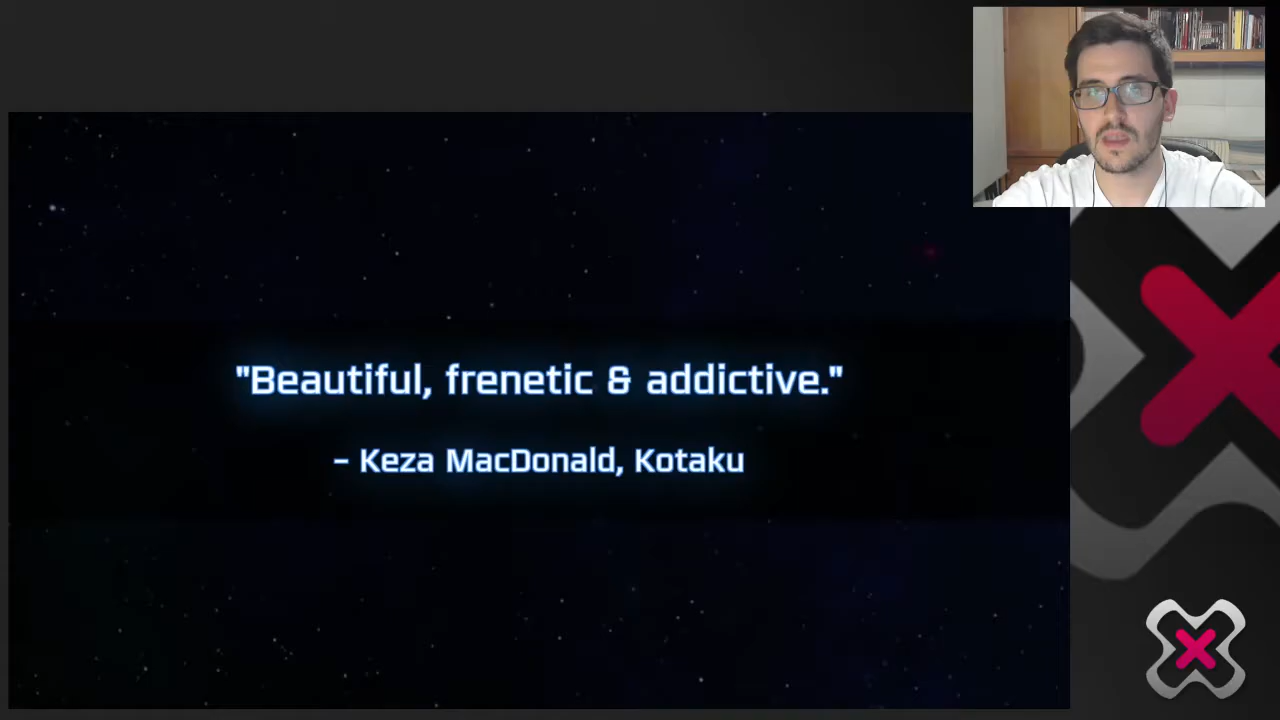 "Beautiful, frenetic & addictive."
– Keza MacDonald, Kotaku